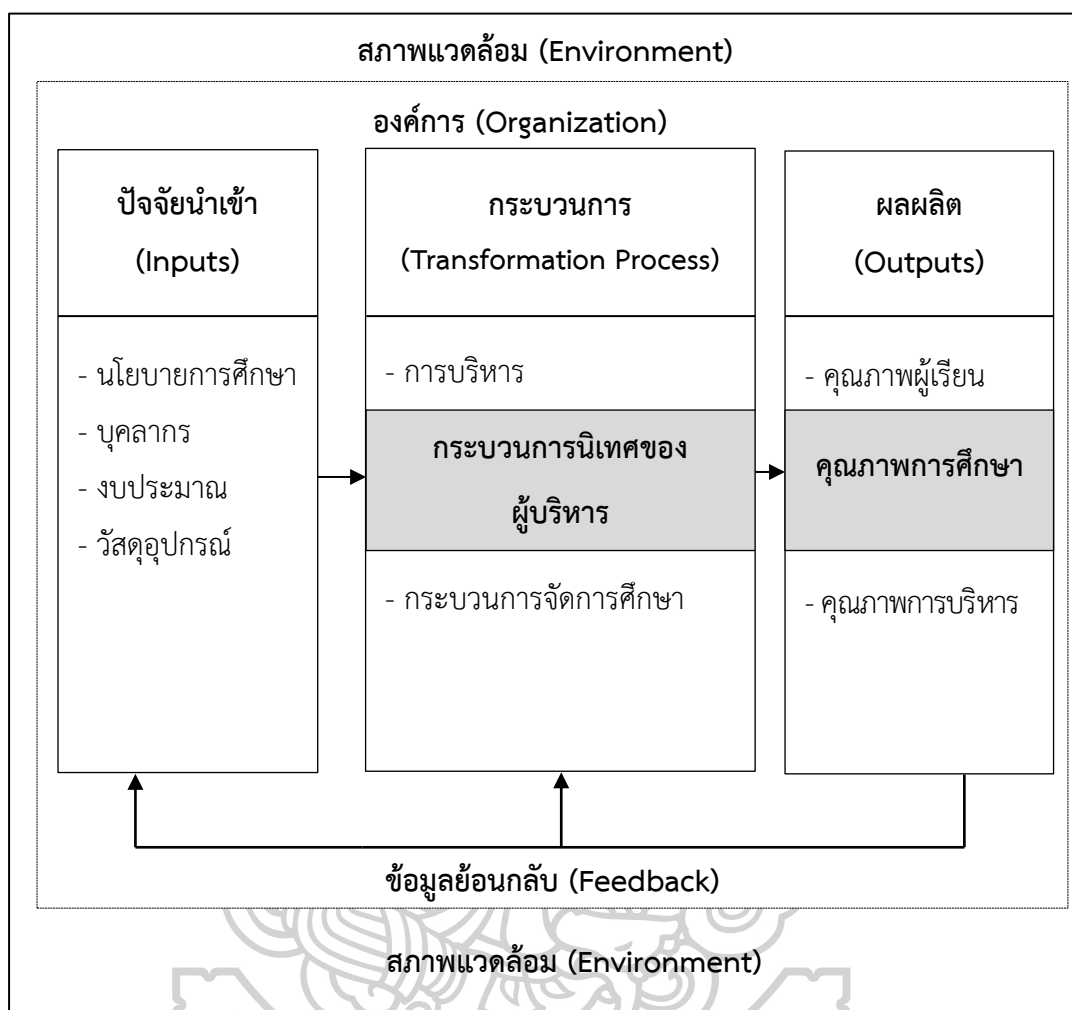 สภาพแวดล้อม (Environment)
องค์การ (Organization)
ปัจจัยนำเข้า
(Inputs)
- นโยบายการศึกษา
- บุคลากร
- งบประมาณ
- วัสดุอุปกรณ์
กระบวนการ
(Transformation Process)
- การบริหาร
กระบวนการนิเทศของ
ผู้บริหาร
- กระบวนการจัดการศึกษา
ผลผลิต
(Outputs)
- คุณภาพผู้เรียน
คุณภาพการศึกษา
- คุณภาพการบริหาร
ข้อมูลย้อนกลับ (Feedback)
สภาพแวดล้อม (Environment)